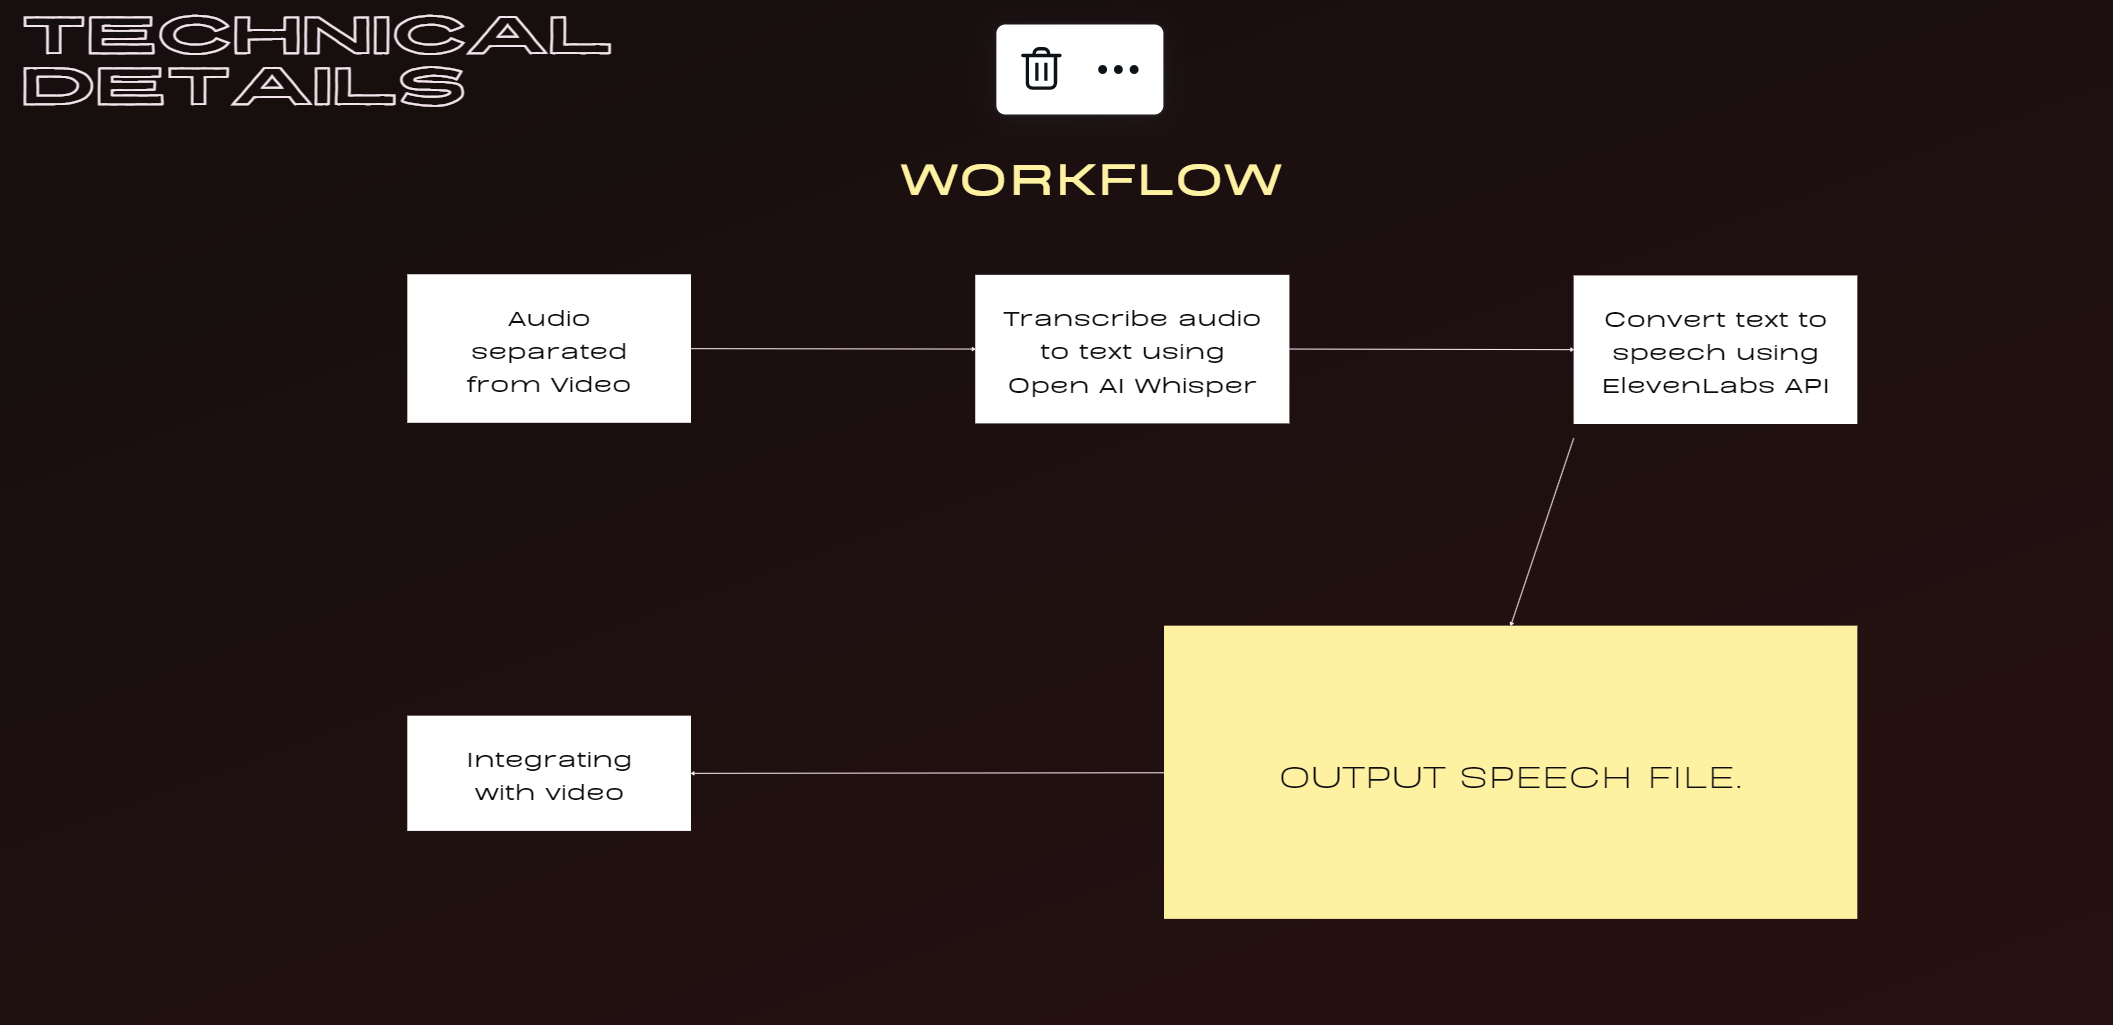 TECHNICAL
DETAILS
WORKFLOW
Audio
separated
from Video
Transcribe audio
to text using
Open AI Whisper
Convert text to
speech using
ElevenLabs API
OUTPUT SPEECH FILE.
Integrating
with video